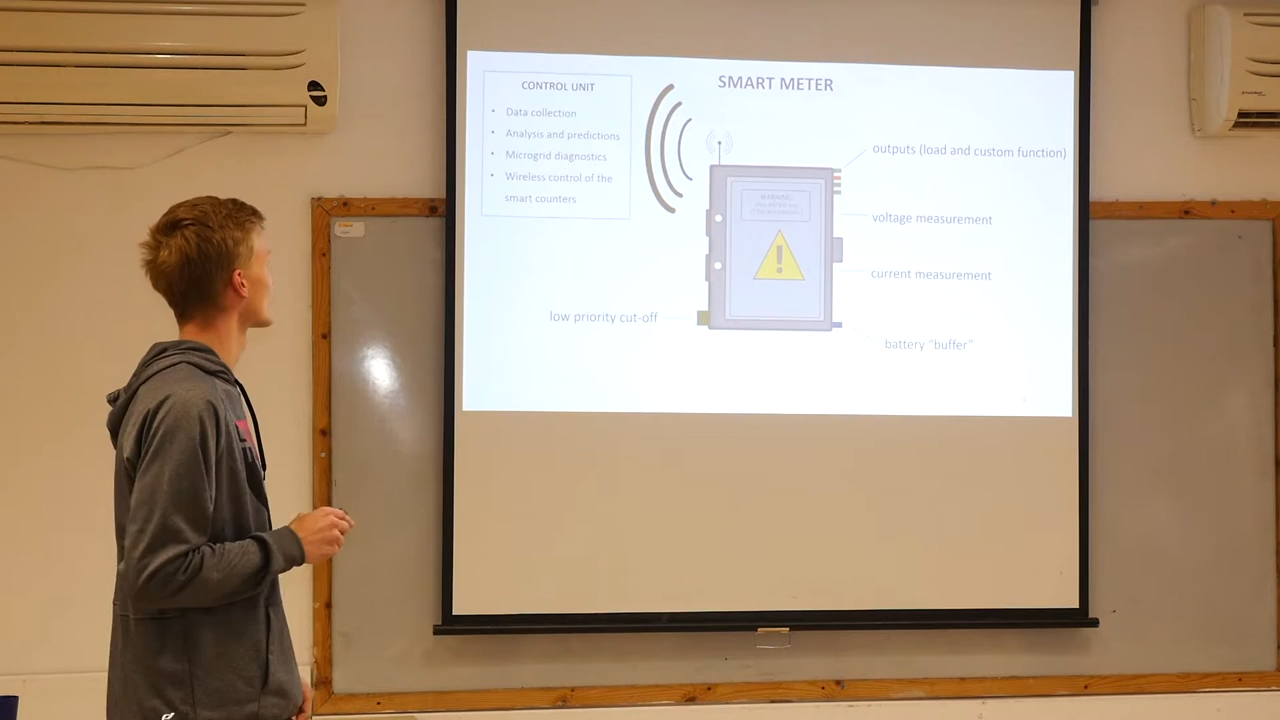 SMART METER
CONTROL UNIT
• Data collection
• Analysis and predictions
• Microgrid diagnostics
• Wireless control of the
smart counters
outputs (load and custom function)
voltage measurement
current measurement
low priority cut-off
battery “buffer”
WARNING